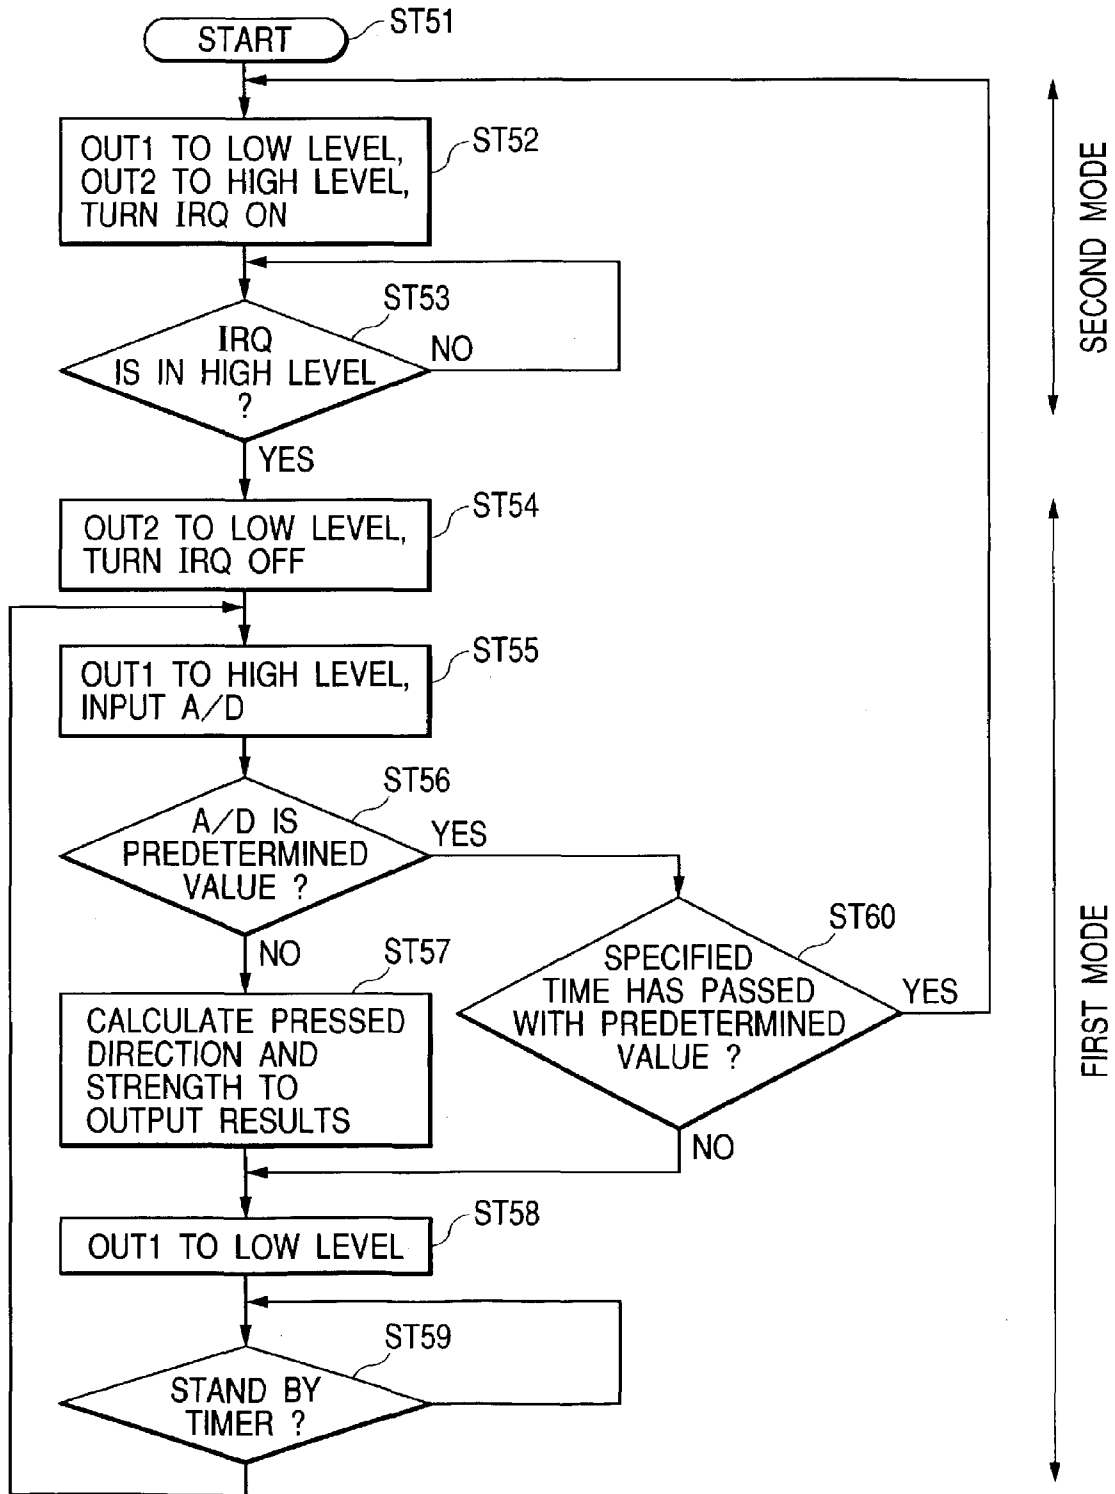 START
ST51
OUT1 TO LOW LEVEL,
OUT2 TO HIGH LEVEL,
TURN IRQ ON
ST52
SECOND MODE
ST53
IRQ
IS IN HIGH LEVEL
?
NO
YES
OUT2 TO LOW LEVEL,
TURN IRQ OFF
ST54
OUT1 TO HIGH LEVEL,
INPUT A/D
ST55
ST56
A/D IS
PREDETERMINED
VALUE ?
YES
NO
ST60
SPECIFIED
TIME HAS PASSED
WITH PREDETERMINED
VALUE ?
YES
NO
FIRST MODE
ST57
CALCULATE PRESSED
DIRECTION AND
STRENGTH TO
OUTPUT RESULTS
OUT1 TO LOW LEVEL
ST58
ST59
STAND BY
TIMER ?